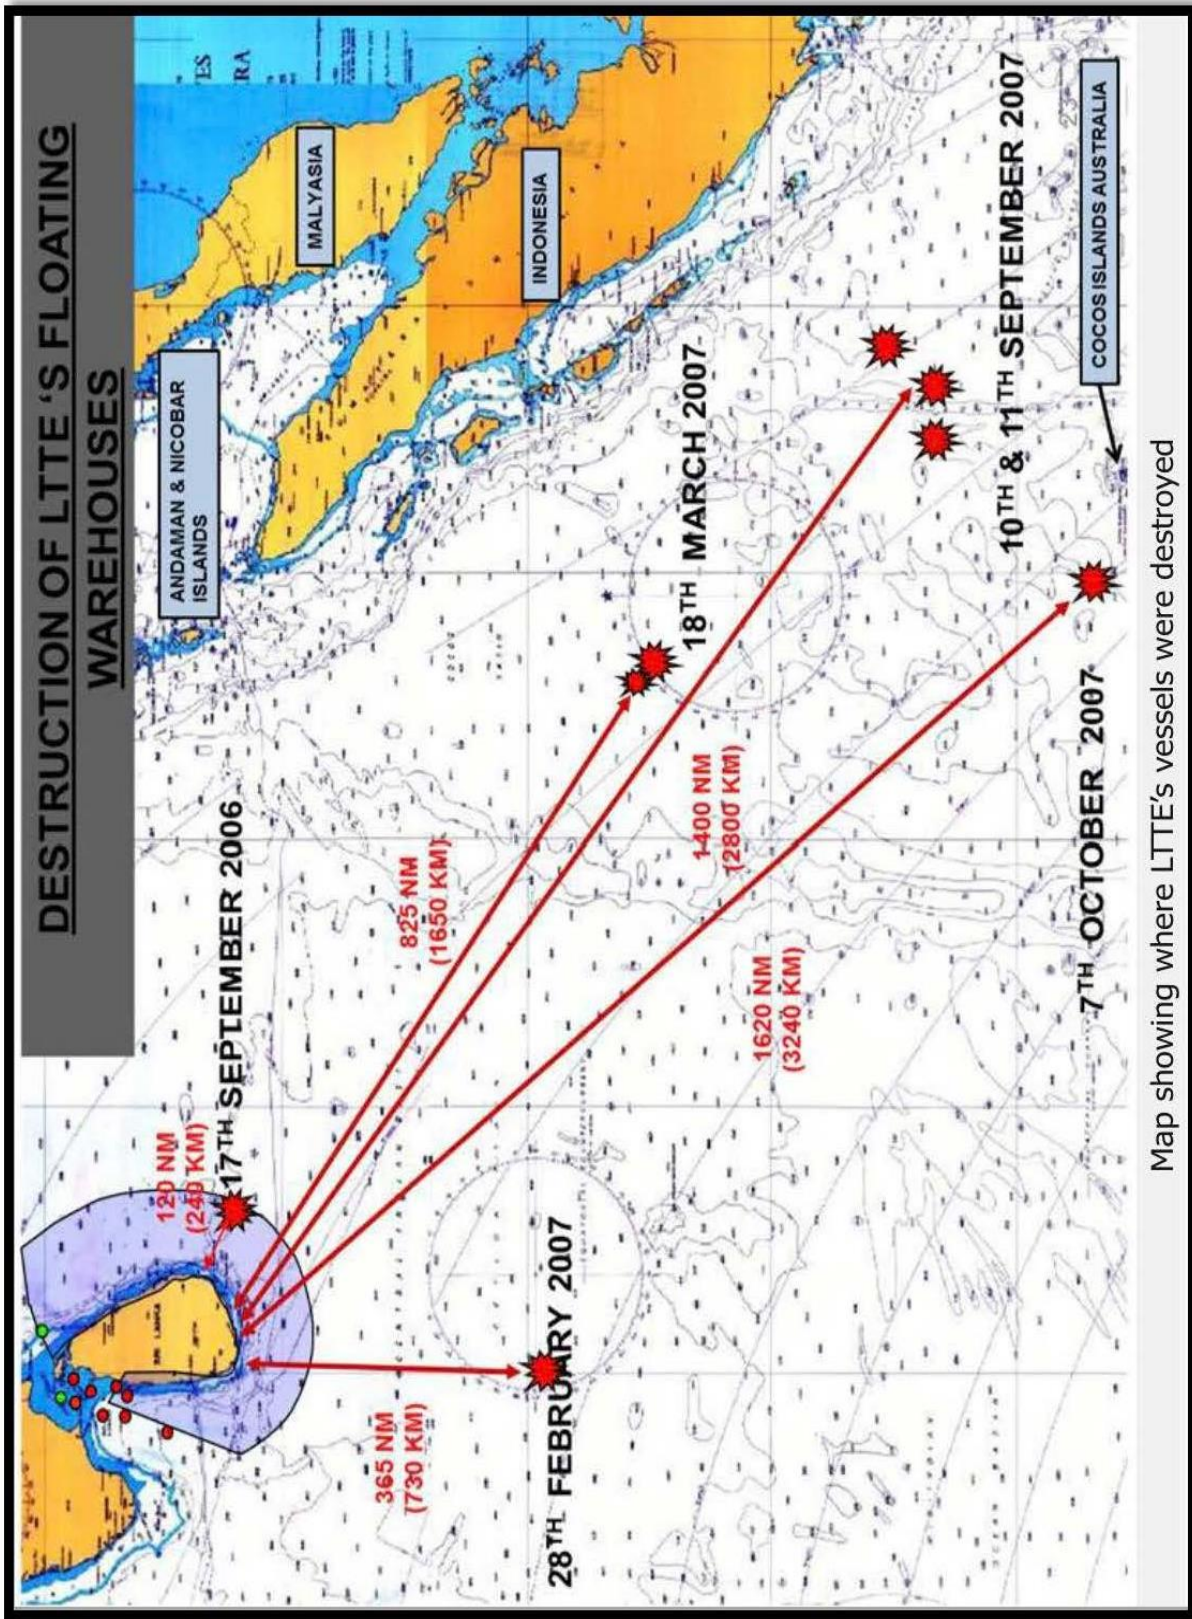 DESTRUCTION OF LTTE 'S FLOATING
WAREHOUSES
ANDAMAN & NICOBAR
ISLANDS
MALYASIA
INDONESIA
COCOS ISLANDS AUSTRALIA
SRI LANKA
120 NM
(240 KM)
17TH SEPTEMBER 2006
825 NM
(1650 KM)
18TH MARCH 2007
1400 NM
(2800 KM)
10TH & 11TH SEPTEMBER 2007
1620 NM
(3240 KM)
7TH OCTOBER 2007
365 NM
(730 KM)
28TH FEBRUARY 2007
Map showing where LTTE's vessels were destroyed